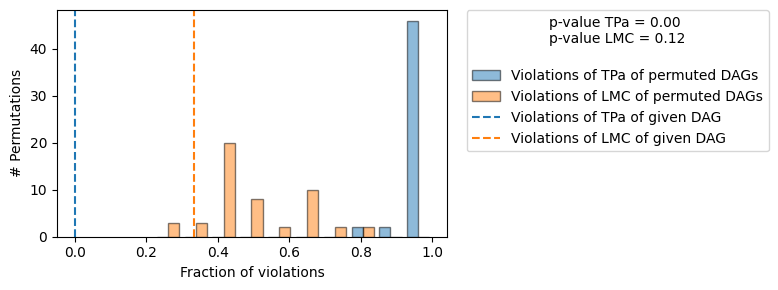 p-value TPa = 0.00
p-value LMC = 0.12
Violations of TPa of permuted DAGs
Violations of LMC of permuted DAGs
Violations of TPa of given DAG
Violations of LMC of given DAG
# Permutations
40
30
20
10
0
0.0 0.2 0.4 0.6 0.8 1.0
Fraction of violations